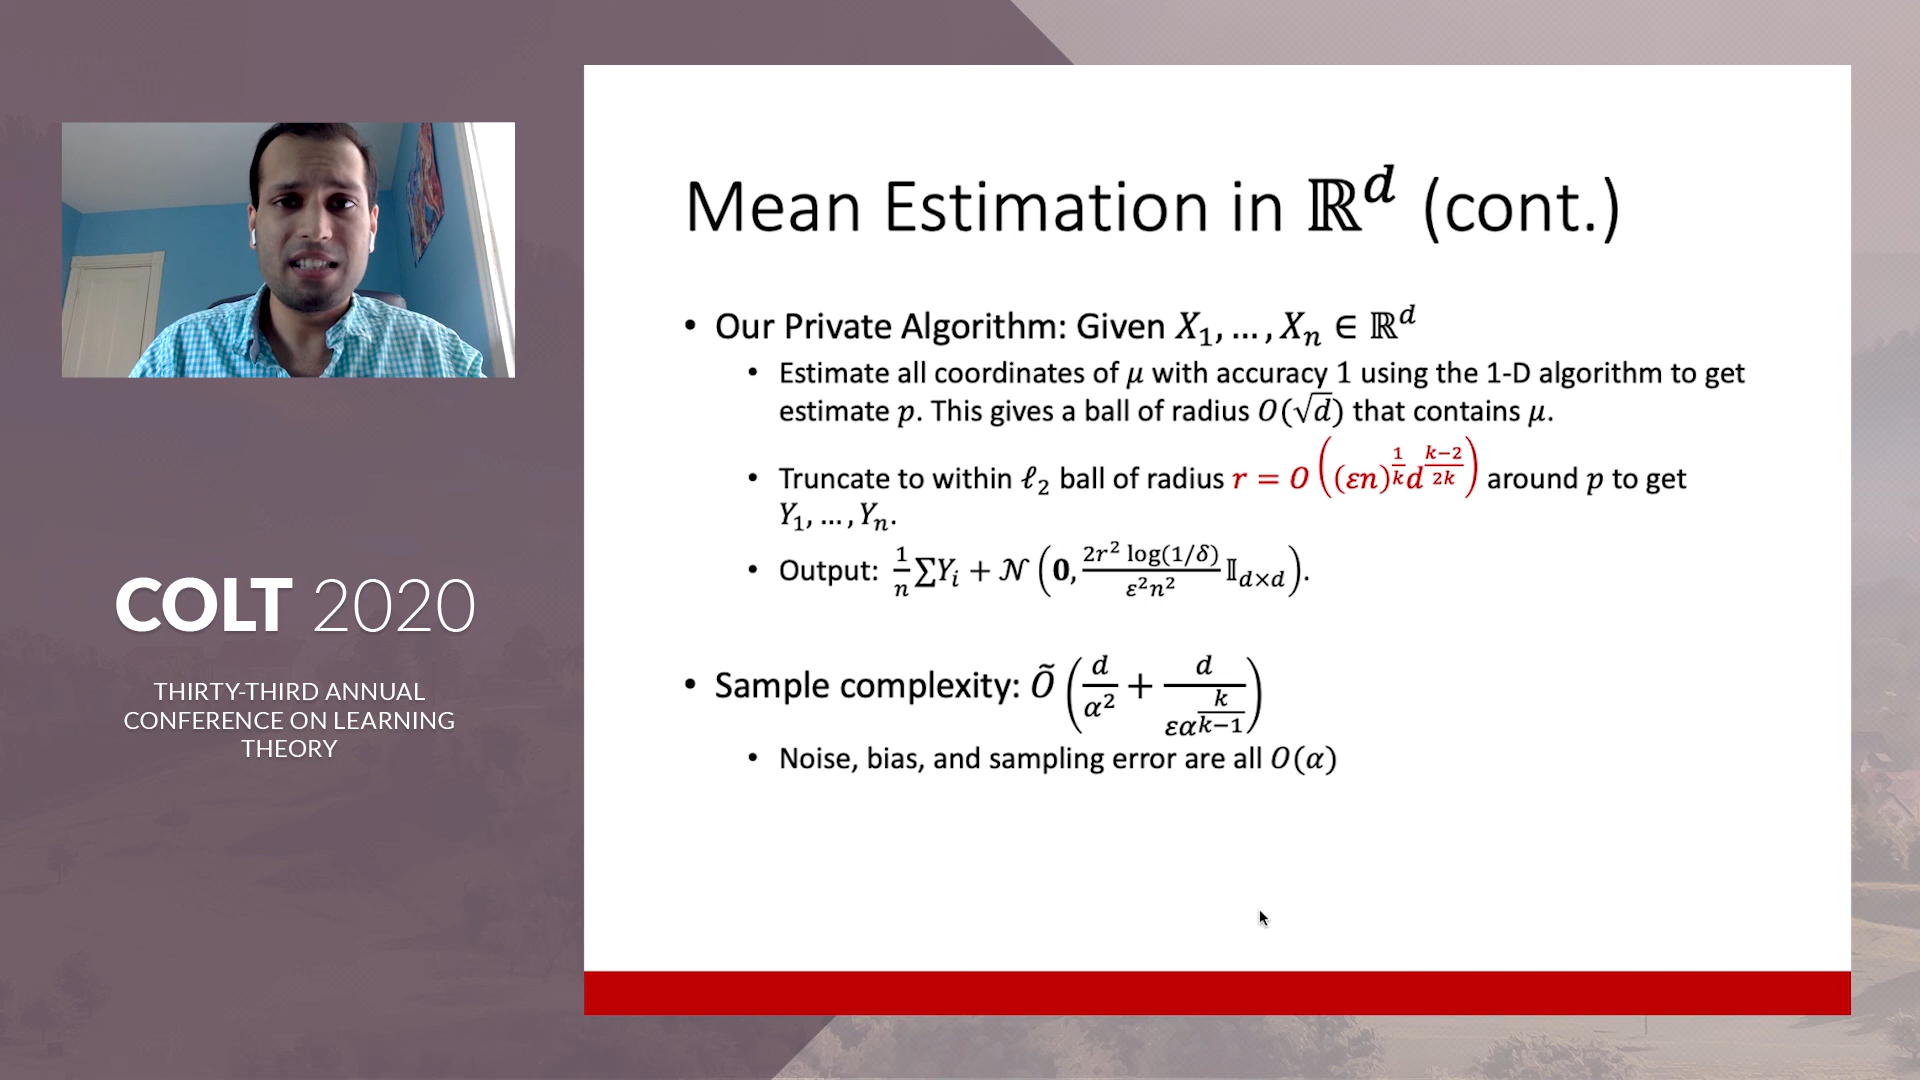 COLT 2020
THIRTY-THIRD ANNUAL
CONFERENCE ON LEARNING
THEORY
Mean Estimation in ℝ^d (cont.)
• Our Private Algorithm: Given X₁, …, Xₙ ∈ ℝ^d
• Estimate all coordinates of μ with accuracy 1 using the 1-D algorithm to get
estimate p. This gives a ball of radius O(√d) that contains μ.
• Truncate to within ℓ₂ ball of radius r = O((εn)^(1/k) d^((k−2)/(2k))) around p to get
Y₁, …, Yₙ.
• Output: 1/n ∑Yᵢ + 𝒩(𝟎, (2r² log(1/δ))/(ε²n²) 𝕀_{d×d}).
• Sample complexity: Õ(d/α² + d/(εα^(k/(k−1))))
• Noise, bias, and sampling error are all O(α)